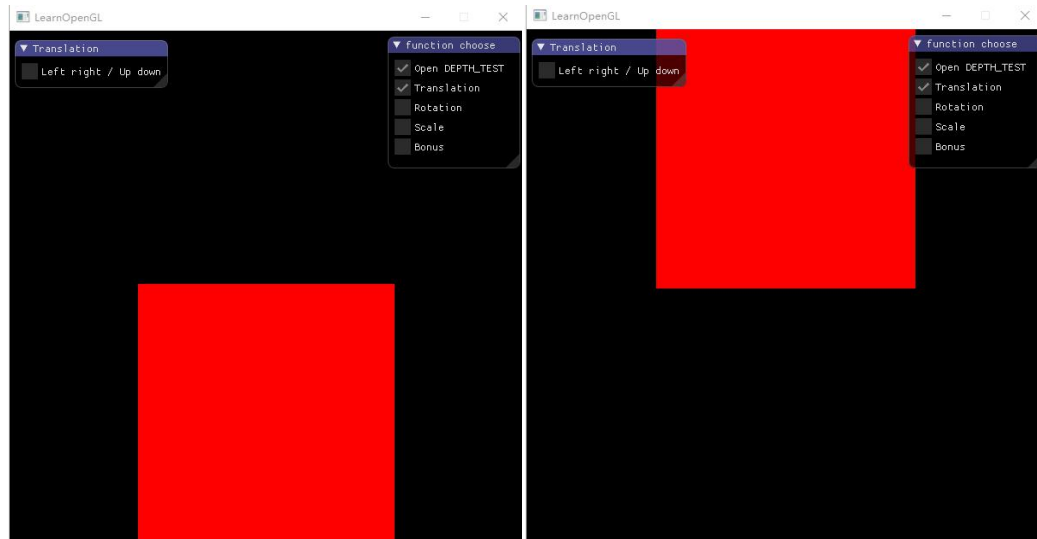 LearnOpenGL
Translation
Left right / Up down
function choose
Open DEPTH_TEST
Translation
Rotation
Scale
Bonus
LearnOpenGL
Translation
Left right / Up down
function choose
Open DEPTH_TEST
Translation
Rotation
Scale
Bonus